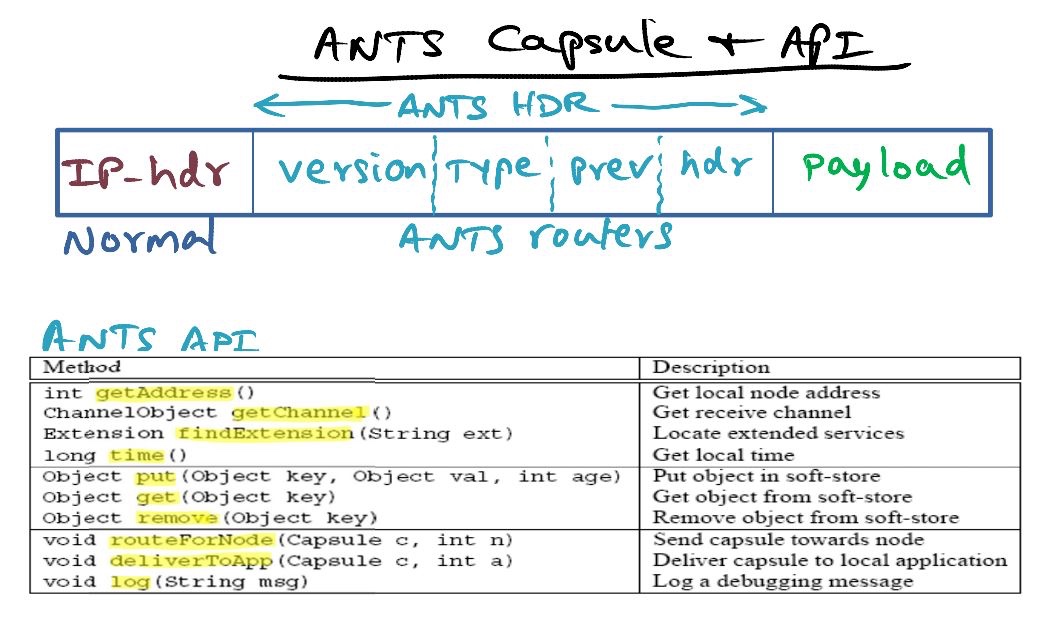 ANTS Capsule + API
ANTS HDR
IP-hdr version Type prev hdr payload
Normal ANTS routers
ANTS API
Method Description
int getAddress() Get local node address
ChannelObject getChannel() Get receive channel
Extension findExtension(String ext) Locate extended services
long time() Get local time
Object put(Object key, Object val, int age) Put object in soft-store
Object get(Object key) Get object from soft-store
Object remove(Object key) Remove object from soft-store
void routeForNode(Capsule c, int n) Send capsule towards node
void deliverToApp(Capsule c, int a) Deliver capsule to local application
void log(String msg) Log a debugging message